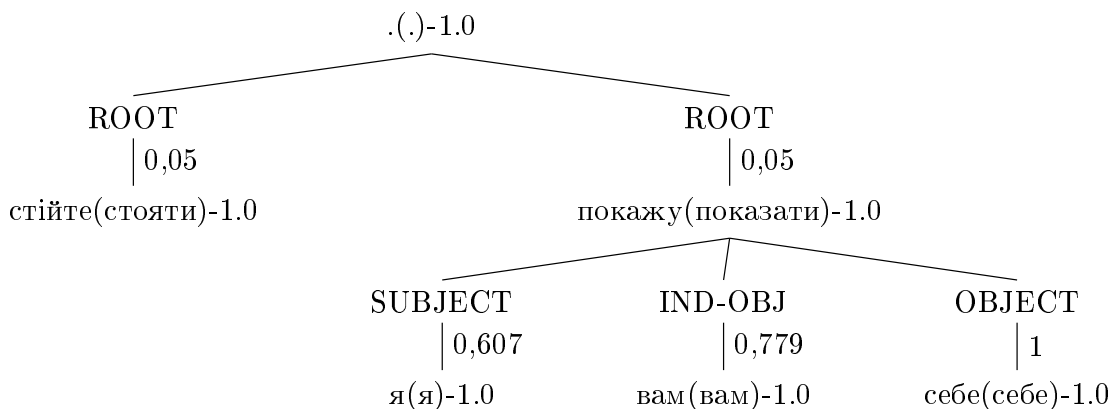 .(.)-1.0
ROOT ROOT
0,05 0,05
стійте(стояти)-1.0 покажу(показати)-1.0
SUBJECT IND-OBJ OBJECT
0,607 0,779 1
я(я)-1.0 вам(вам)-1.0 себе(себе)-1.0